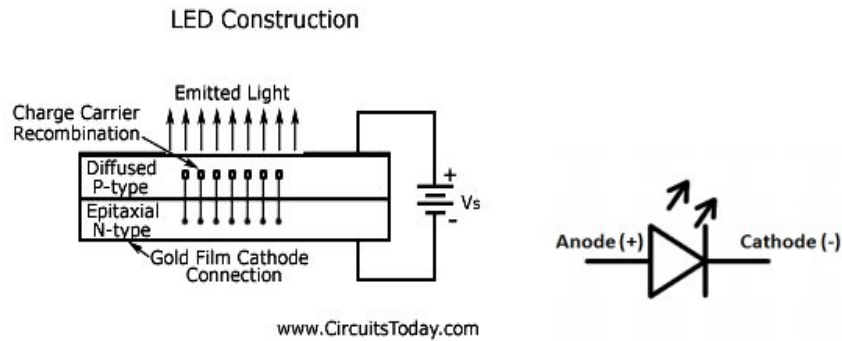 LED Construction
Emitted Light
Charge Carrier
Recombination
Diffused
P-type
Epitaxial
N-type
+
Vs
-
Gold Film Cathode
Connection
www.CircuitsToday.com
Anode (+)
Cathode (-)